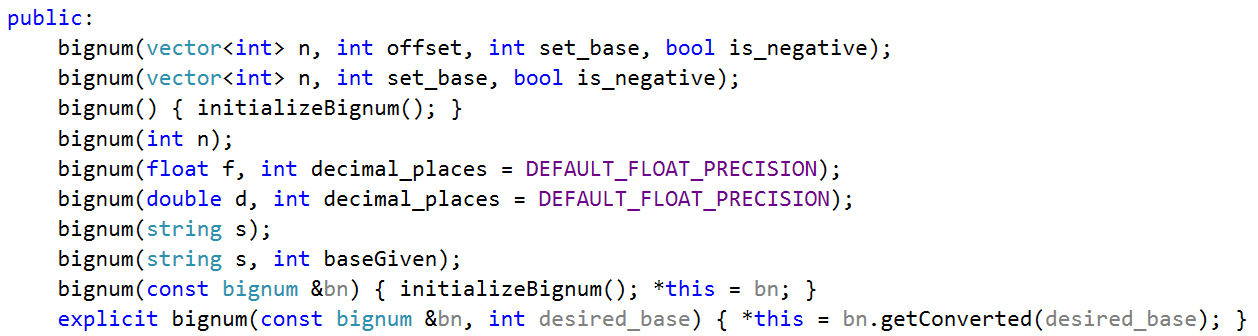 public:
    bignum(vector<int> n, int offset, int set_base, bool is_negative);
    bignum(vector<int> n, int set_base, bool is_negative);
    bignum() { initializeBignum(); }
    bignum(int n);
    bignum(float f, int decimal_places = DEFAULT_FLOAT_PRECISION);
    bignum(double d, int decimal_places = DEFAULT_FLOAT_PRECISION);
    bignum(string s);
    bignum(string s, int baseGiven);
    bignum(const bignum &bn) { initializeBignum(); *this = bn; }
    explicit bignum(const bignum &bn, int desired_base) { *this = bn.getConverted(desired_base); }